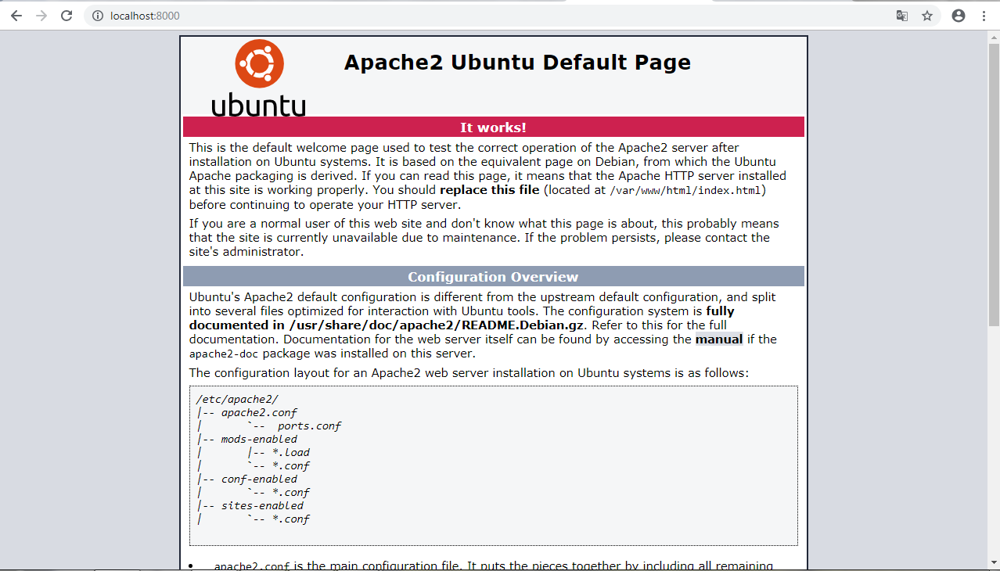 localhost:8000
ubuntu
Apache2 Ubuntu Default Page
It works!
This is the default welcome page used to test the correct operation of the Apache2 server after
installation on Ubuntu systems. It is based on the equivalent page on Debian, from which the Ubuntu
Apache packaging is derived. If you can read this page, it means that the Apache HTTP server installed
at this site is working properly. You should replace this file (located at /var/www/html/index.html)
before continuing to operate your HTTP server.
If you are a normal user of this web site and don't know what this page is about, this probably means
that the site is currently unavailable due to maintenance. If the problem persists, please contact the
site's administrator.
Configuration Overview
Ubuntu's Apache2 default configuration is different from the upstream default configuration, and split
into several files optimized for interaction with Ubuntu tools. The configuration system is fully
documented in /usr/share/doc/apache2/README.Debian.gz. Refer to this for the full
documentation. Documentation for the web server itself can be found by accessing the manual if the
apache2-doc package was installed on this server.
The configuration layout for an Apache2 web server installation on Ubuntu systems is as follows:
/etc/apache2/
|-- apache2.conf
|       `--  ports.conf
|-- mods-enabled
|       |-- *.load
|       `-- *.conf
|-- conf-enabled
|       `-- *.conf
|-- sites-enabled
|       `-- *.conf
• apache2.conf is the main configuration file. It puts the pieces together by including all remaining